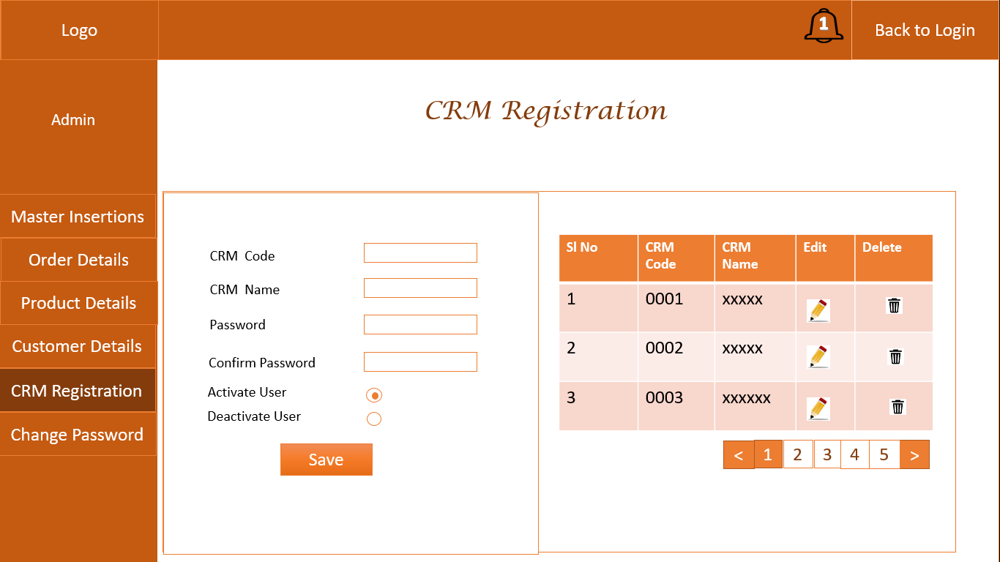 Logo
1
Back to Login
Admin
CRM Registration
Master Insertions
Order Details
Product Details
Customer Details
CRM Registration
Change Password
CRM  Code
CRM  Name
Password
Confirm Password
Activate User
Deactivate User
Save
Sl No CRM Code CRM Name Edit Delete
1 0001 xxxxx
2 0002 xxxxx
3 0003 xxxxxx
< 1 2 3 4 5 >